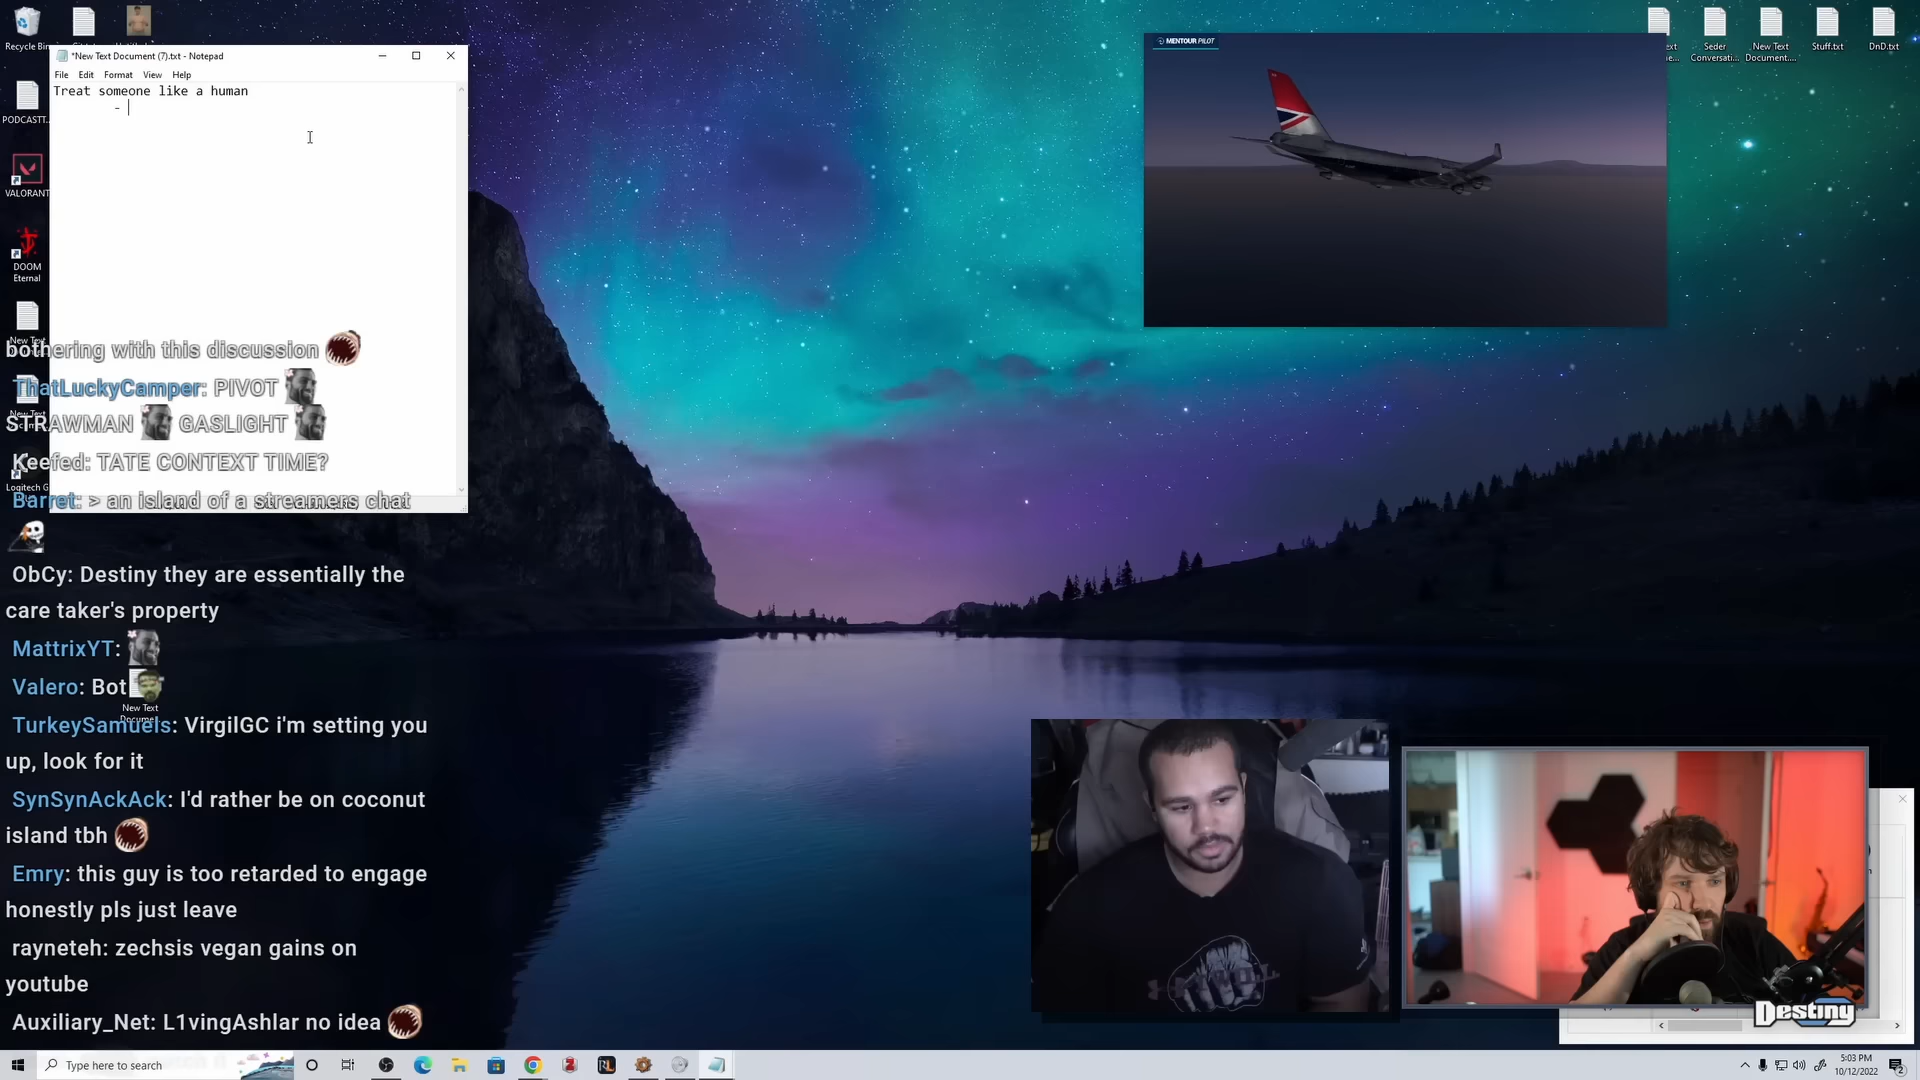 Recycle Bin
*New Text Document (7).txt - Notepad
File Edit Format View Help
Treat someone like a human
-
PODCASTT...
VALORANT
DOOM
Eternal
Logitech G
bothering with this discussion
ThatLuckyCamper: PIVOT
STRAWMAN GASLIGHT
Keefed: TATE CONTEXT TIME?
Barret: > an island of a streamers chat
ObCy: Destiny they are essentially the
care taker's property
MattrixYT:
Valero: Bot
New Text
Docume...
TurkeySamuels: VirgilGC i'm setting you
up, look for it
SynSynAckAck: I'd rather be on coconut
island tbh
Emry: this guy is too retarded to engage
honestly pls just leave
rayneteh: zechsis vegan gains on
youtube
Auxiliary_Net: L1vingAshlar no idea
MENTOUR PILOT
Seder
Conversati...
New Text
Document....
Stuff.txt
DnD.txt
Destiny
Type here to search
5:03 PM
10/12/2022